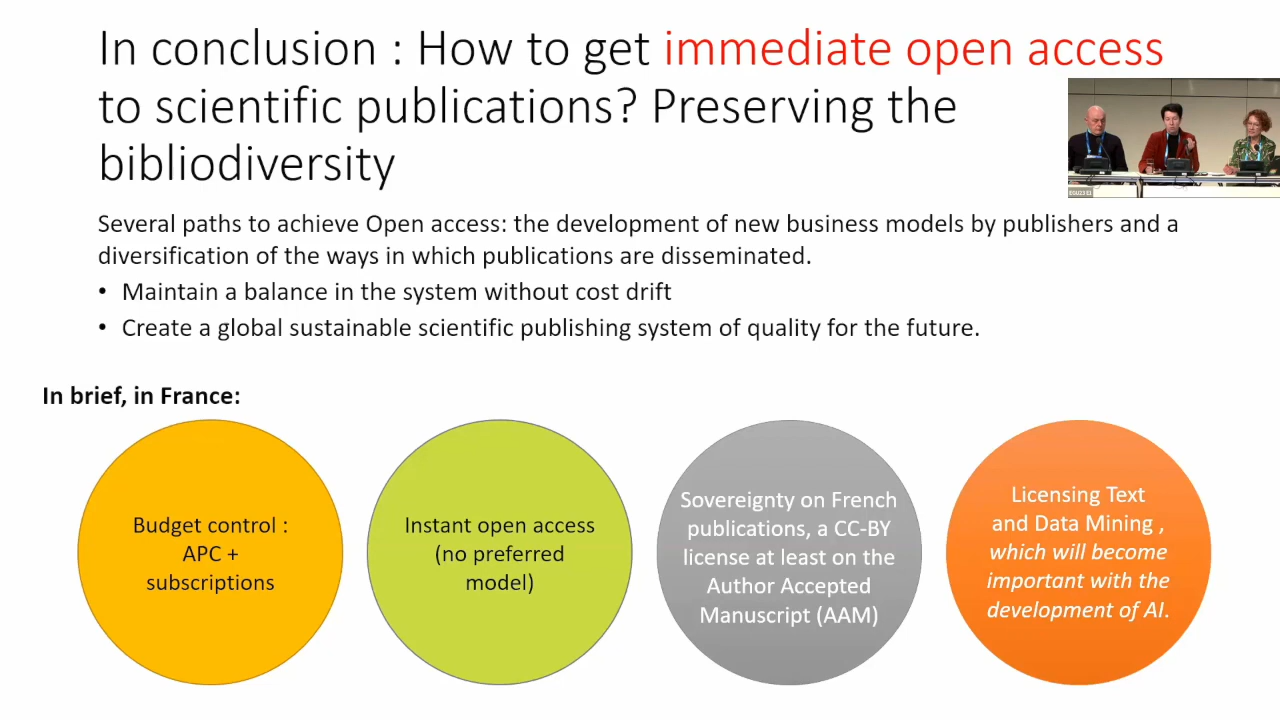 In conclusion : How to get immediate open access
to scientific publications? Preserving the
bibliodiversity
Several paths to achieve Open access: the development of new business models by publishers and a
diversification of the ways in which publications are disseminated.
• Maintain a balance in the system without cost drift
• Create a global sustainable scientific publishing system of quality for the future.
In brief, in France:
Budget control :
APC +
subscriptions
Instant open access
(no preferred
model)
Sovereignty on French
publications, a CC-BY
license at least on the
Author Accepted
Manuscript (AAM)
Licensing Text
and Data Mining ,
which will become
important with the
development of AI.